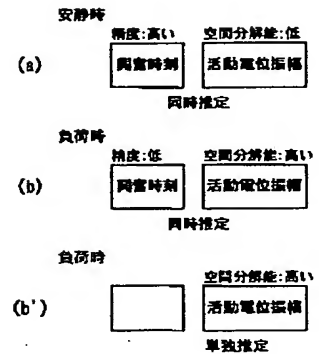 安静時
精度:高い 空間分解能:低
(a) 興奮時刻 活動電位振幅
同時推定
負荷時
精度:低 空間分解能:高い
(b) 興奮時刻 活動電位振幅
同時推定
負荷時
空間分解能:高い
(b') 活動電位振幅
単独推定